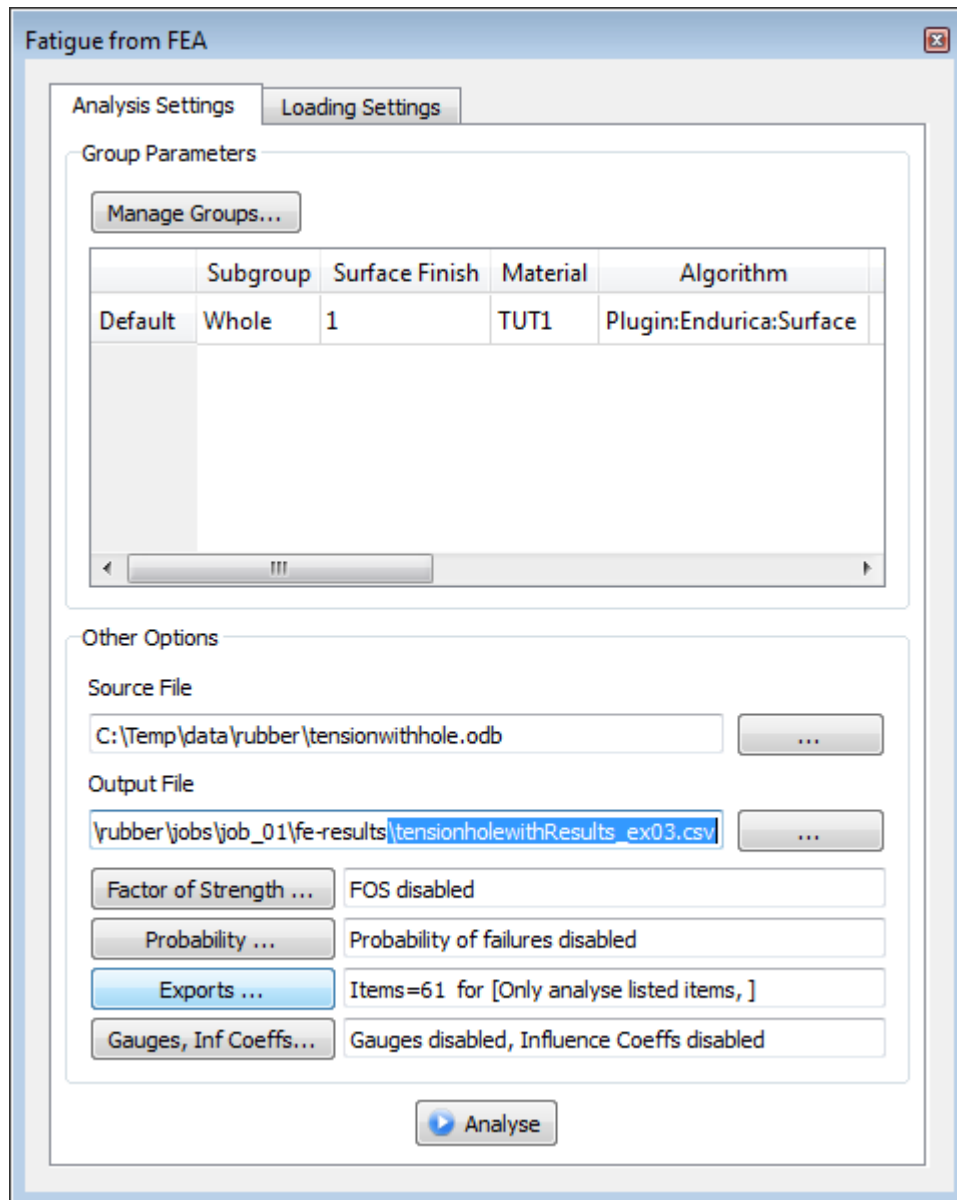 Fatigue from FEA
Analysis Settings Loading Settings
Group Parameters
Manage Groups...
Subgroup Surface Finish Material Algorithm
Default Whole 1 TUT1 Plugin:Endurica:Surface
Other Options
Source File
C:\Temp\data\rubber\tensionwithhole.odb ...
Output File
\rubber\jobs\job_01\fe-results\tensionholewithResults_ex03.csv ...
Factor of Strength ... FOS disabled
Probability ... Probability of failures disabled
Exports ... Items=61 for [Only analyse listed items, ]
Gauges, Inf Coeffs... Gauges disabled, Influence Coeffs disabled
Analyse